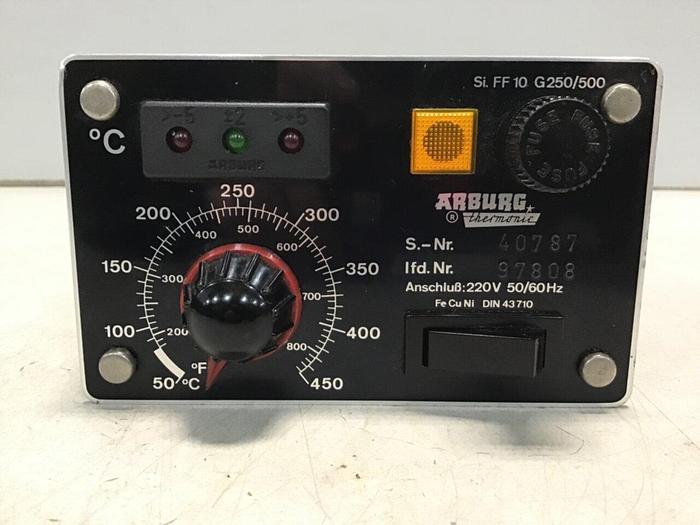 Si. FF 10 G250/500
>-5 ±2 >+5
ARBURG
°C
FUSE FUSE FUSE
ARBURG
® thermonic
S.-Nr. 40787
lfd. Nr. 97808
Anschluß: 220V 50/60Hz
Fe Cu Ni DIN 43710
50 °C 100 150 200 250 300 350 400 450
°F 200 300 400 500 600 700 800